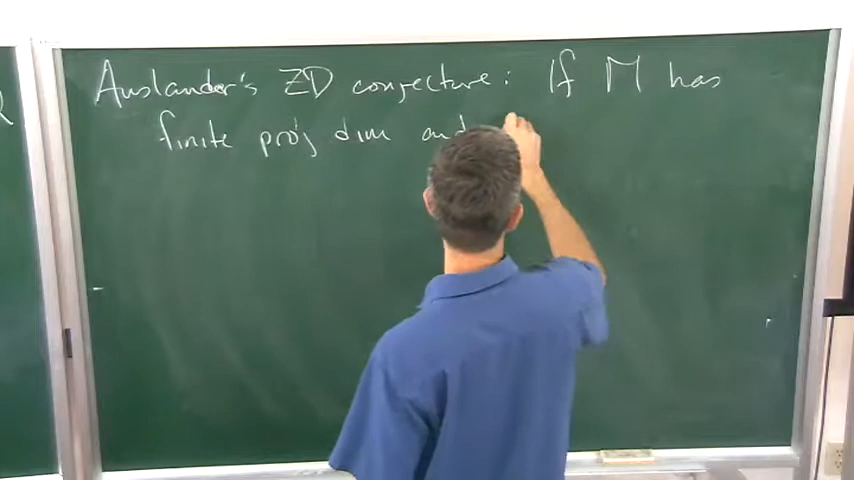 Auslander's ZD conjecture: If M has
finite proj dim and